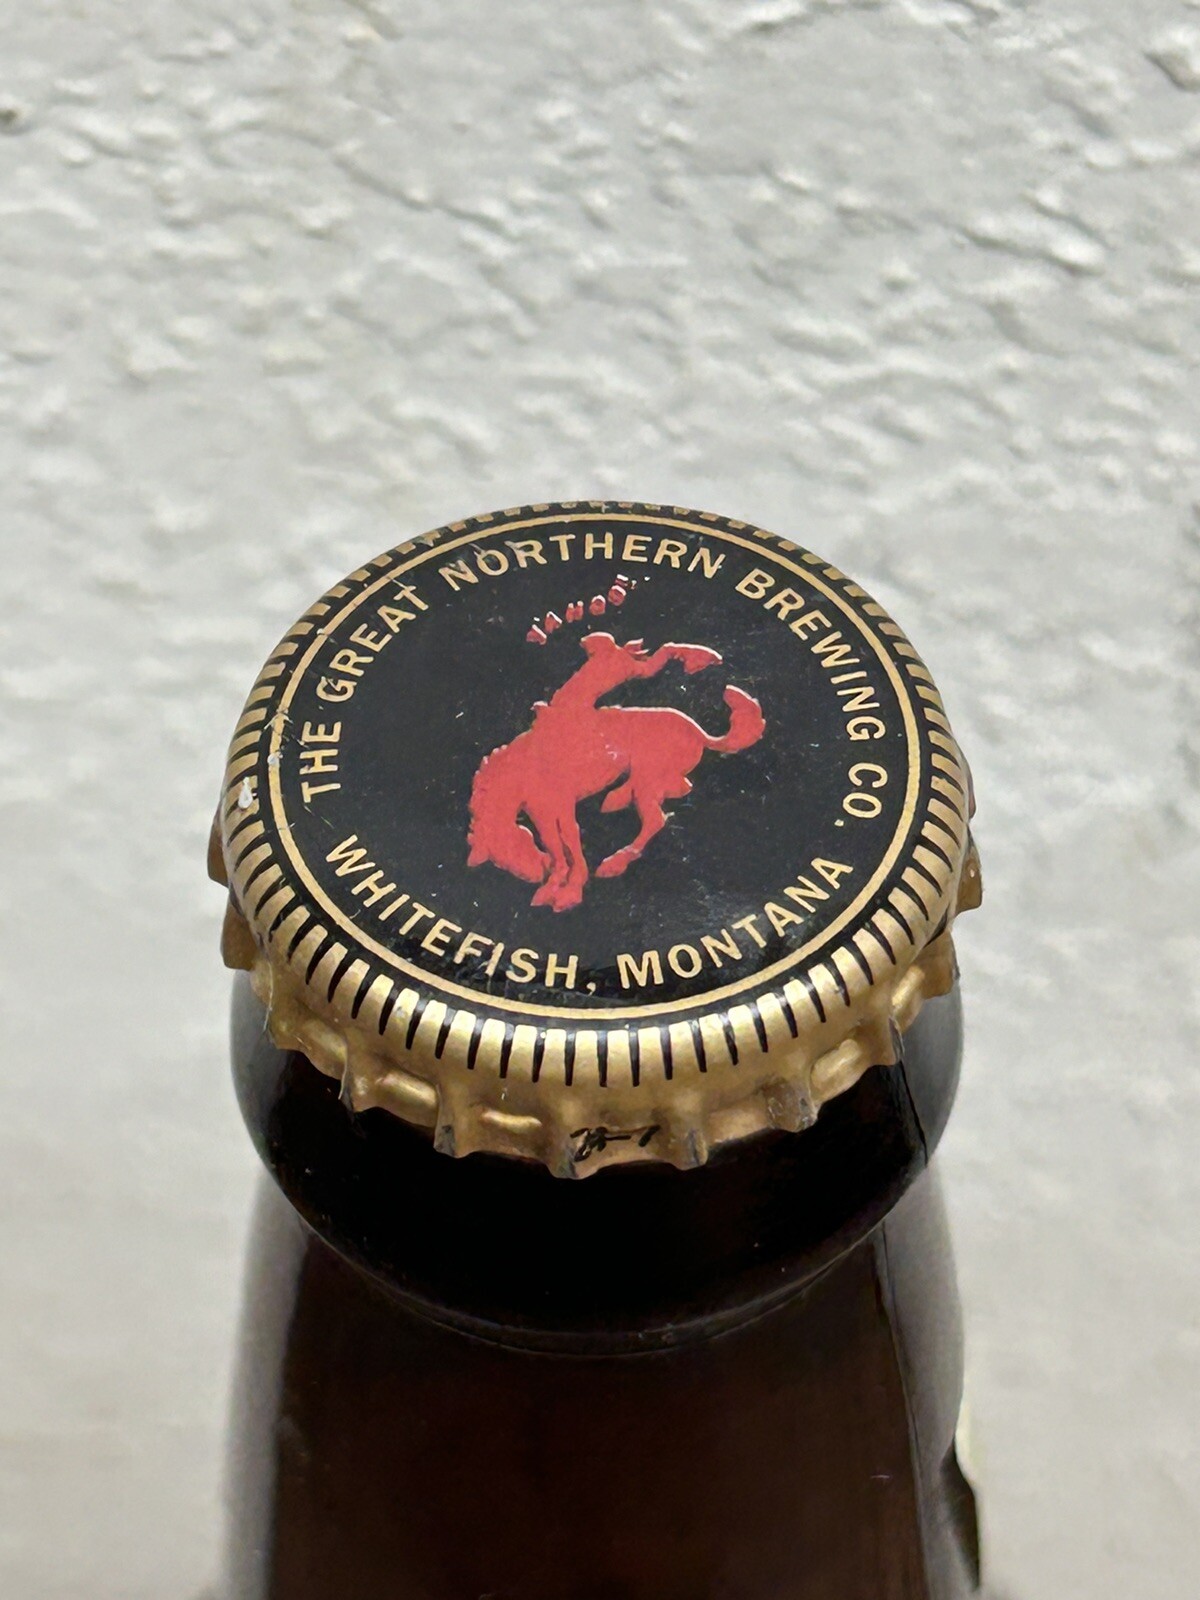 THE GREAT NORTHERN BREWING CO.
YAHOO!
WHITEFISH, MONTANA